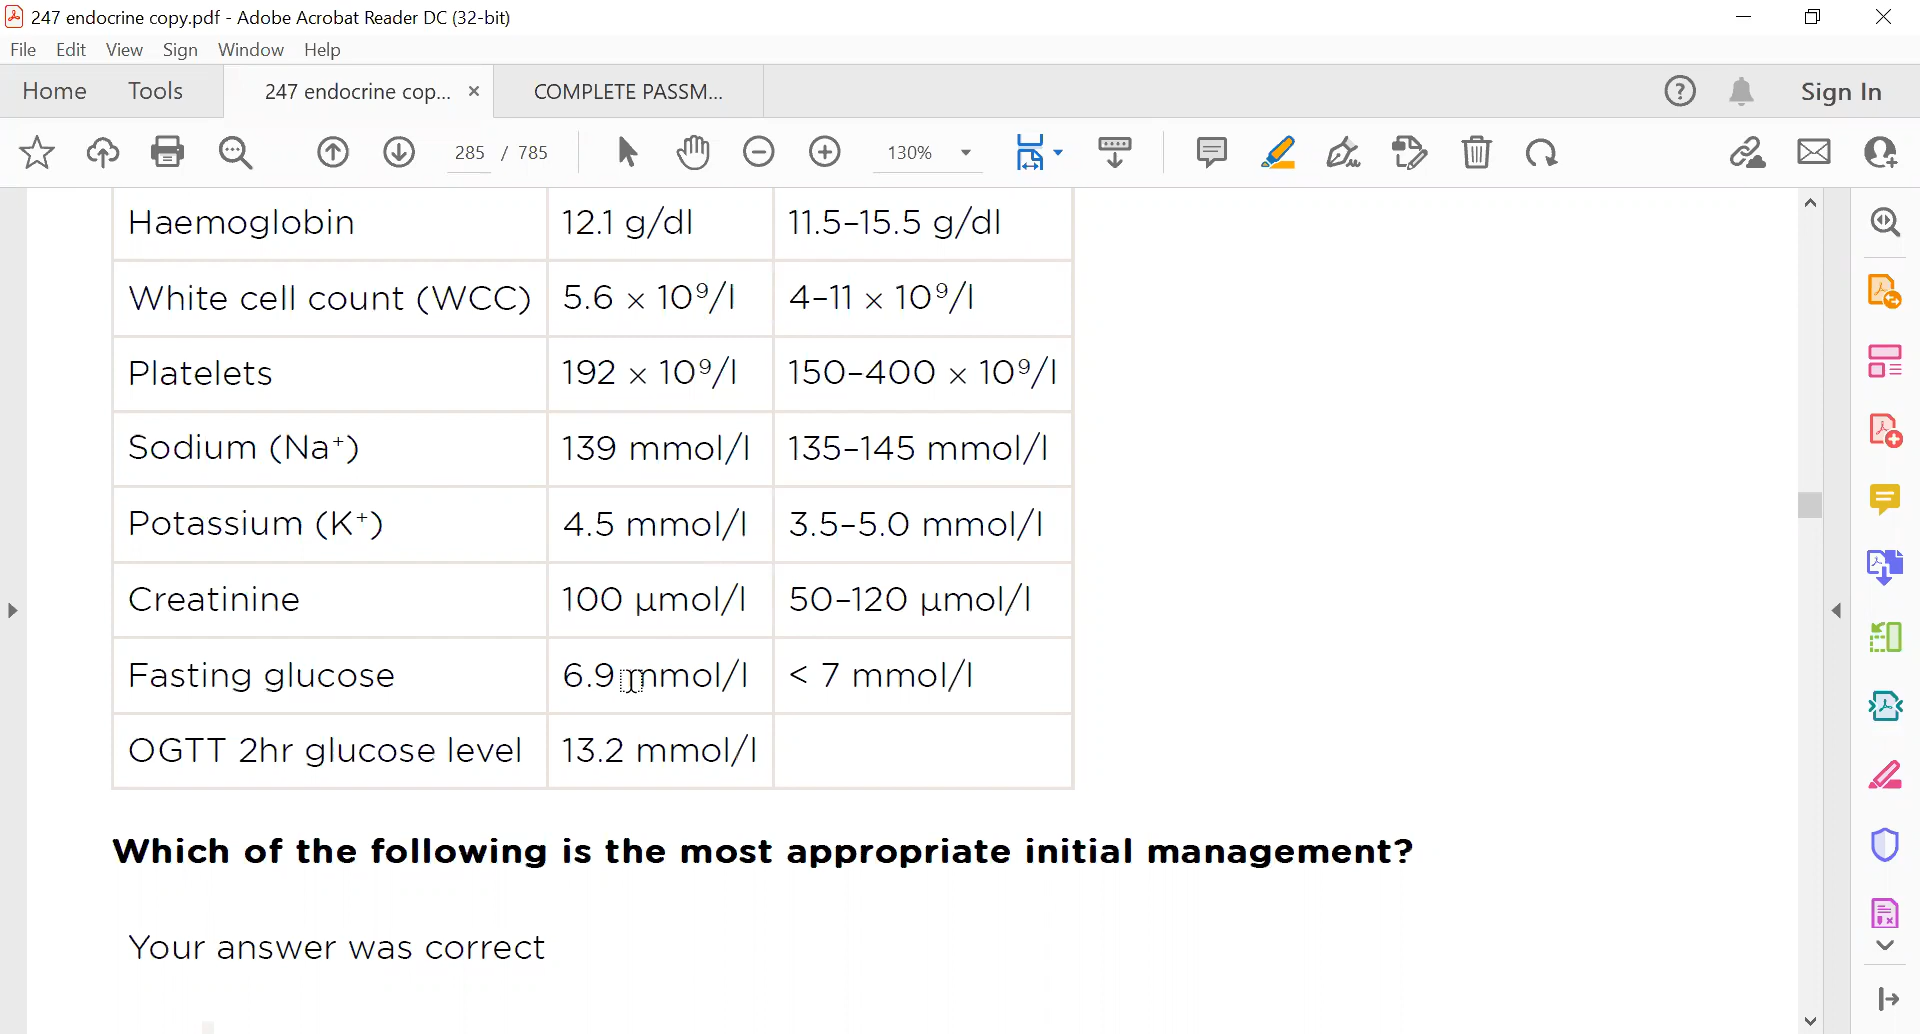 247 endocrine copy.pdf - Adobe Acrobat Reader DC (32-bit)
File Edit View Sign Window Help
Home Tools 247 endocrine cop... × COMPLETE PASSM... Sign In
285 / 785 130%
Haemoglobin 12.1 g/dl 11.5–15.5 g/dl
White cell count (WCC) 5.6 × 10⁹/l 4–11 × 10⁹/l
Platelets 192 × 10⁹/l 150–400 × 10⁹/l
Sodium (Na⁺) 139 mmol/l 135–145 mmol/l
Potassium (K⁺) 4.5 mmol/l 3.5–5.0 mmol/l
Creatinine 100 µmol/l 50–120 µmol/l
Fasting glucose 6.9 mmol/l < 7 mmol/l
OGTT 2hr glucose level 13.2 mmol/l
Which of the following is the most appropriate initial management?
Your answer was correct